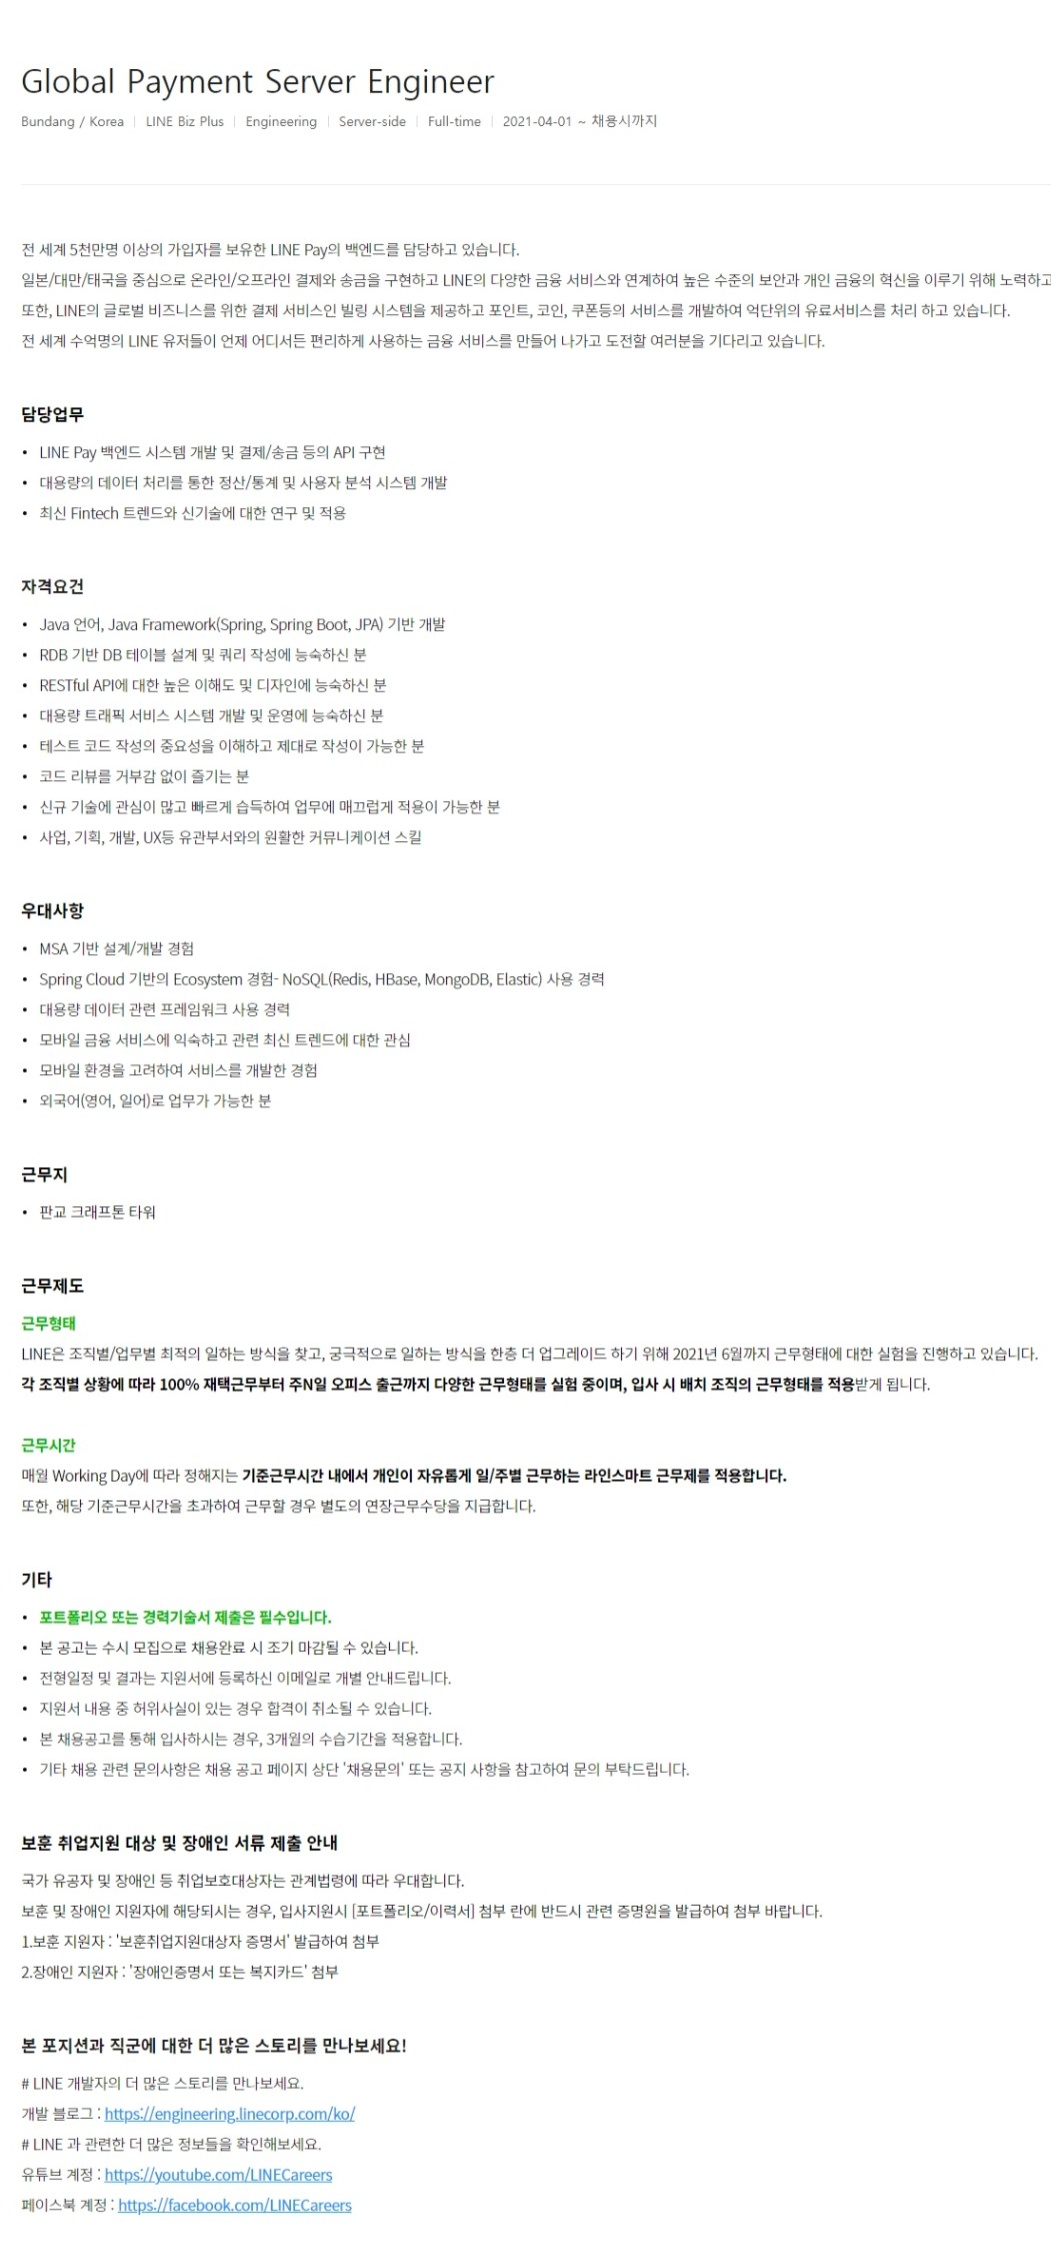 Global Payment Server Engineer
Bundang / Korea | LINE Biz Plus | Engineering | Server-side | Full-time | 2021-04-01 ~ 채용시까지
전 세계 5천만명 이상의 가입자를 보유한 LINE Pay의 백엔드를 담당하고 있습니다.
일본/대만/태국을 중심으로 온라인/오프라인 결제와 송금을 구현하고 LINE의 다양한 금융 서비스와 연계하여 높은 수준의 보안과 개인 금융의 혁신을 이루기 위해 노력하고
또한, LINE의 글로벌 비즈니스를 위한 결제 서비스인 빌링 시스템을 제공하고 포인트, 코인, 쿠폰등의 서비스를 개발하여 억단위의 유료서비스를 처리 하고 있습니다.
전 세계 수억명의 LINE 유저들이 언제 어디서든 편리하게 사용하는 금융 서비스를 만들어 나가고 도전할 여러분을 기다리고 있습니다.
담당업무
• LINE Pay 백엔드 시스템 개발 및 결제/송금 등의 API 구현
• 대용량의 데이터 처리를 통한 정산/통계 및 사용자 분석 시스템 개발
• 최신 Fintech 트렌드와 신기술에 대한 연구 및 적용
자격요건
• Java 언어, Java Framework(Spring, Spring Boot, JPA) 기반 개발
• RDB 기반 DB 테이블 설계 및 쿼리 작성에 능숙하신 분
• RESTful API에 대한 높은 이해도 및 디자인에 능숙하신 분
• 대용량 트래픽 서비스 시스템 개발 및 운영에 능숙하신 분
• 테스트 코드 작성의 중요성을 이해하고 제대로 작성이 가능한 분
• 코드 리뷰를 거부감 없이 즐기는 분
• 신규 기술에 관심이 많고 빠르게 습득하여 업무에 매끄럽게 적용이 가능한 분
• 사업, 기획, 개발, UX등 유관부서와의 원활한 커뮤니케이션 스킬
우대사항
• MSA 기반 설계/개발 경험
• Spring Cloud 기반의 Ecosystem 경험- NoSQL(Redis, HBase, MongoDB, Elastic) 사용 경력
• 대용량 데이터 관련 프레임워크 사용 경력
• 모바일 금융 서비스에 익숙하고 관련 최신 트렌드에 대한 관심
• 모바일 환경을 고려하여 서비스를 개발한 경험
• 외국어(영어, 일어)로 업무가 가능한 분
근무지
• 판교 크래프톤 타워
근무제도
근무형태
LINE은 조직별/업무별 최적의 일하는 방식을 찾고, 궁극적으로 일하는 방식을 한층 더 업그레이드 하기 위해 2021년 6월까지 근무형태에 대한 실험을 진행하고 있습니다.
각 조직별 상황에 따라 100% 재택근무부터 주N일 오피스 출근까지 다양한 근무형태를 실험 중이며, 입사 시 배치 조직의 근무형태를 적용받게 됩니다.
근무시간
매월 Working Day에 따라 정해지는 기준근무시간 내에서 개인이 자유롭게 일/주별 근무하는 라인스마트 근무제를 적용합니다.
또한, 해당 기준근무시간을 초과하여 근무할 경우 별도의 연장근무수당을 지급합니다.
기타
• 포트폴리오 또는 경력기술서 제출은 필수입니다.
• 본 공고는 수시 모집으로 채용완료 시 조기 마감될 수 있습니다.
• 전형일정 및 결과는 지원서에 등록하신 이메일로 개별 안내드립니다.
• 지원서 내용 중 허위사실이 있는 경우 합격이 취소될 수 있습니다.
• 본 채용공고를 통해 입사하시는 경우, 3개월의 수습기간을 적용합니다.
• 기타 채용 관련 문의사항은 채용 공고 페이지 상단 '채용문의' 또는 공지 사항을 참고하여 문의 부탁드립니다.
보훈 취업지원 대상 및 장애인 서류 제출 안내
국가 유공자 및 장애인 등 취업보호대상자는 관계법령에 따라 우대합니다.
보훈 및 장애인 지원자에 해당되시는 경우, 입사지원시 [포트폴리오/이력서] 첨부 란에 반드시 관련 증명원을 발급하여 첨부 바랍니다.
1.보훈 지원자 : '보훈취업지원대상자 증명서' 발급하여 첨부
2.장애인 지원자 : '장애인증명서 또는 복지카드' 첨부
본 포지션과 직군에 대한 더 많은 스토리를 만나보세요!
# LINE 개발자의 더 많은 스토리를 만나보세요.
개발 블로그 : https://engineering.linecorp.com/ko/
# LINE 과 관련한 더 많은 정보들을 확인해보세요.
유튜브 계정 : https://youtube.com/LINECareers
페이스북 계정 : https://facebook.com/LINECareers